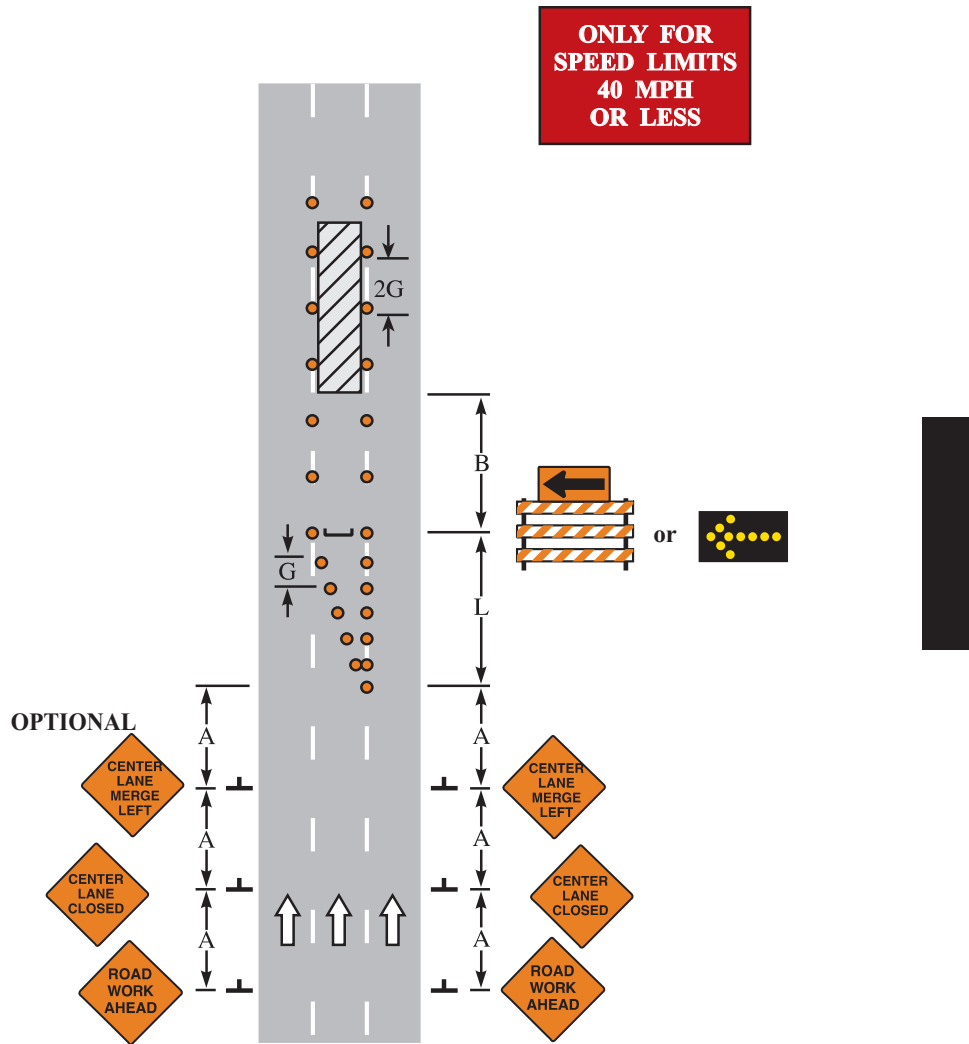 ONLY FOR
SPEED LIMITS
40 MPH
OR LESS
2G
B
or
G
L
OPTIONAL
A
A
CENTER
LANE
MERGE
LEFT
CENTER
LANE
MERGE
LEFT
A
A
CENTER
LANE
CLOSED
CENTER
LANE
CLOSED
A
A
ROAD
WORK
AHEAD
ROAD
WORK
AHEAD